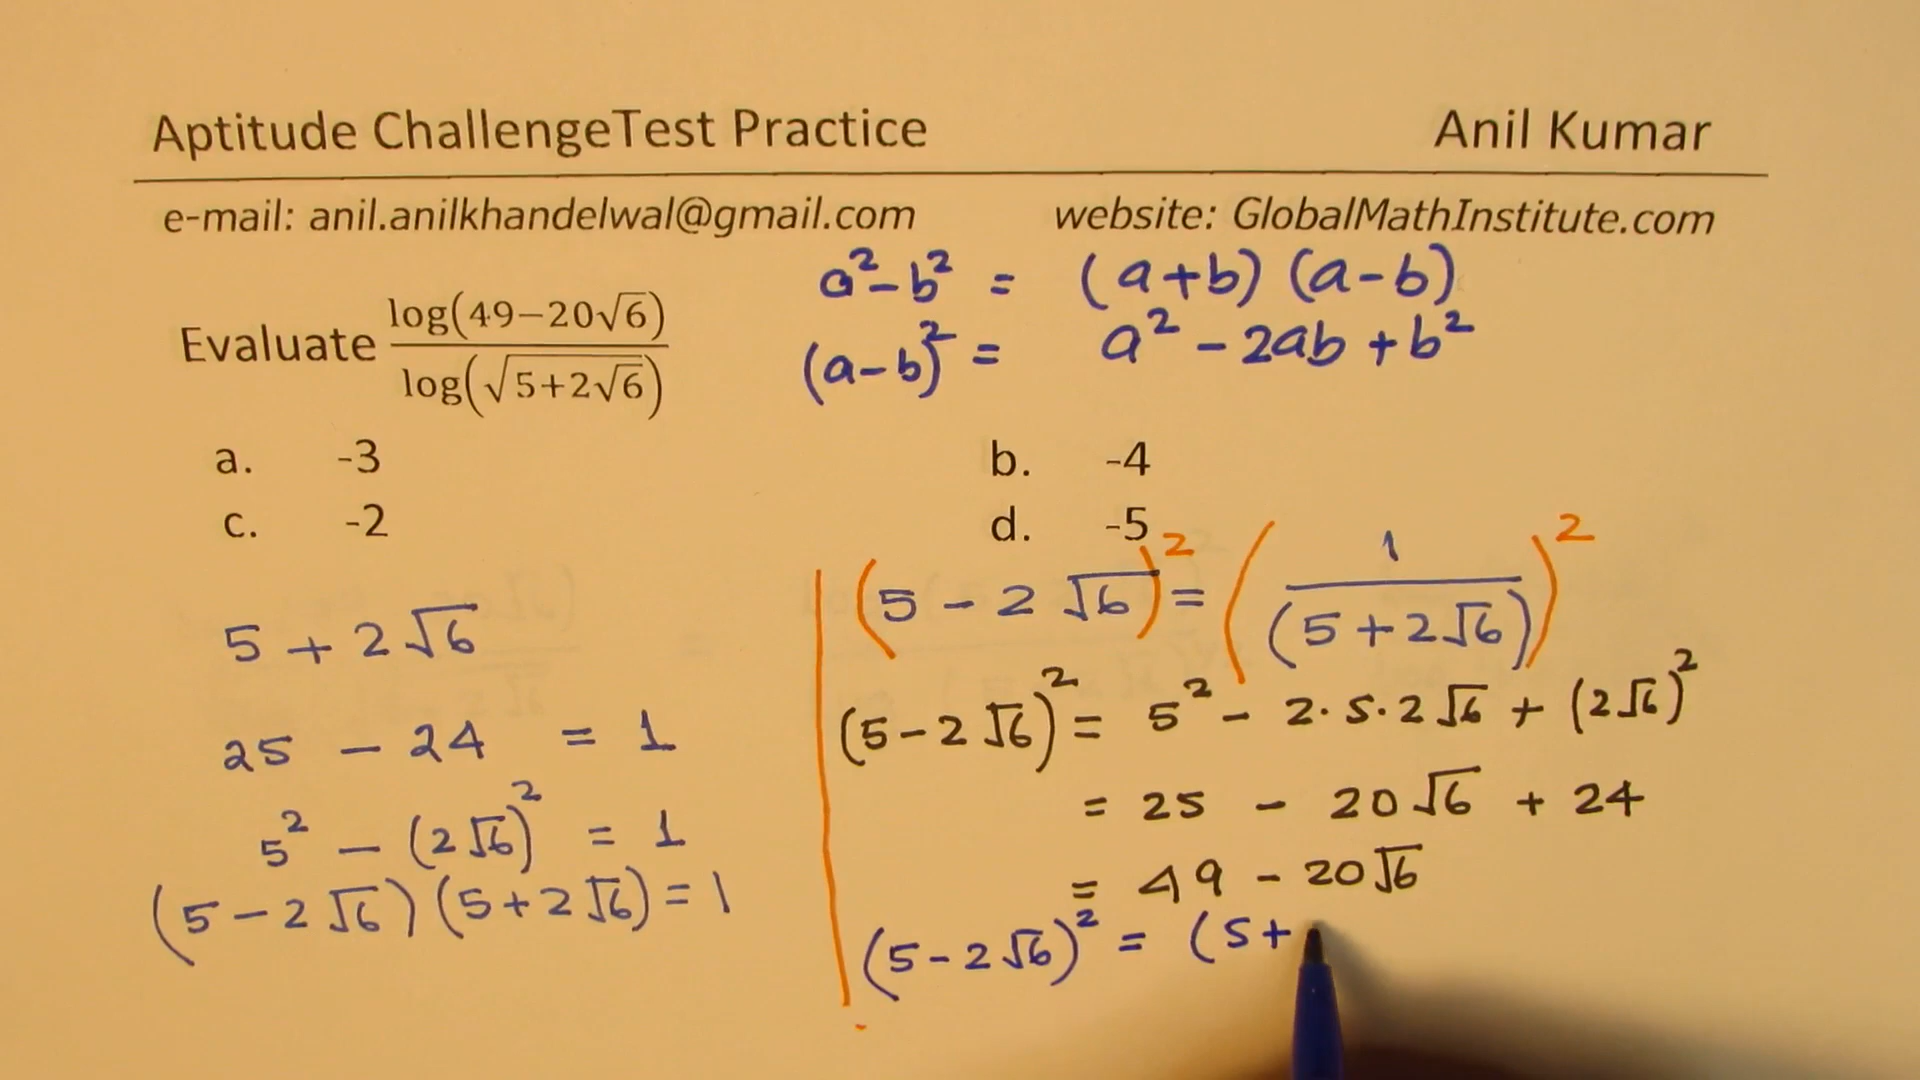 Aptitude ChallengeTest Practice Anil Kumar
e-mail: anil.anilkhandelwal@gmail.com website: GlobalMathInstitute.com
a² - b² = (a+b) (a-b)
Evaluate log(49−20√6) / log(√(5+2√6))
(a-b)² = a² - 2ab + b²
a. -3 b. -4
c. -2 d. -5
5 + 2√6
25 - 24 = 1
5² - (2√6)² = 1
(5-2√6)(5+2√6) = 1
(5 - 2√6)² = (1 / (5+2√6))²
(5-2√6)² = 5² - 2·5·2√6 + (2√6)²
= 25 - 20√6 + 24
= 49 - 20√6
(5-2√6)² = (5+